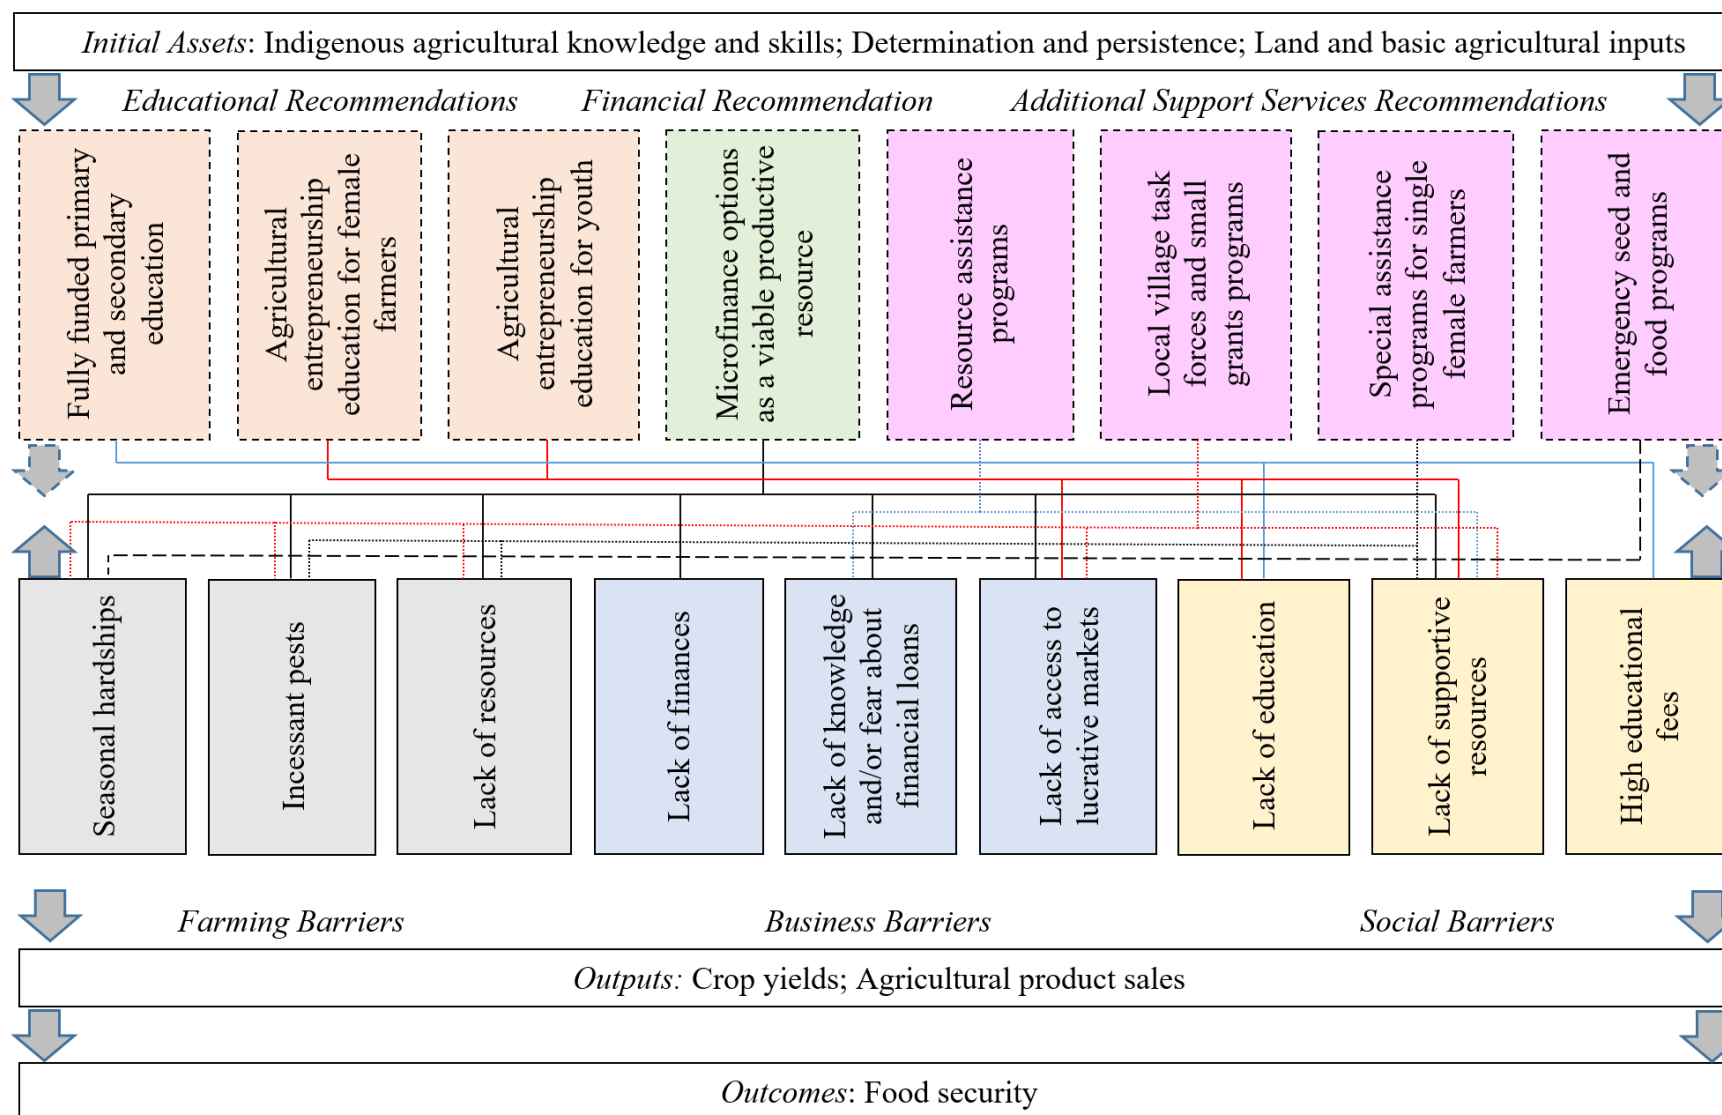 Initial Assets: Indigenous agricultural knowledge and skills; Determination and persistence; Land and basic agricultural inputs
Educational Recommendations
Financial Recommendation
Additional Support Services Recommendations
Fully funded primary
and secondary
education
Agricultural
entrepreneurship
education for female
farmers
Agricultural
entrepreneurship
education for youth
Microfinance options
as a viable productive
resource
Resource assistance
programs
Local village task
forces and small
grants programs
Special assistance
programs for single
female farmers
Emergency seed and
food programs
Seasonal hardships
Incessant pests
Lack of resources
Lack of finances
Lack of knowledge
and/or fear about
financial loans
Lack of access to
lucrative markets
Lack of education
Lack of supportive
resources
High educational
fees
Farming Barriers
Business Barriers
Social Barriers
Outputs: Crop yields; Agricultural product sales
Outcomes: Food security